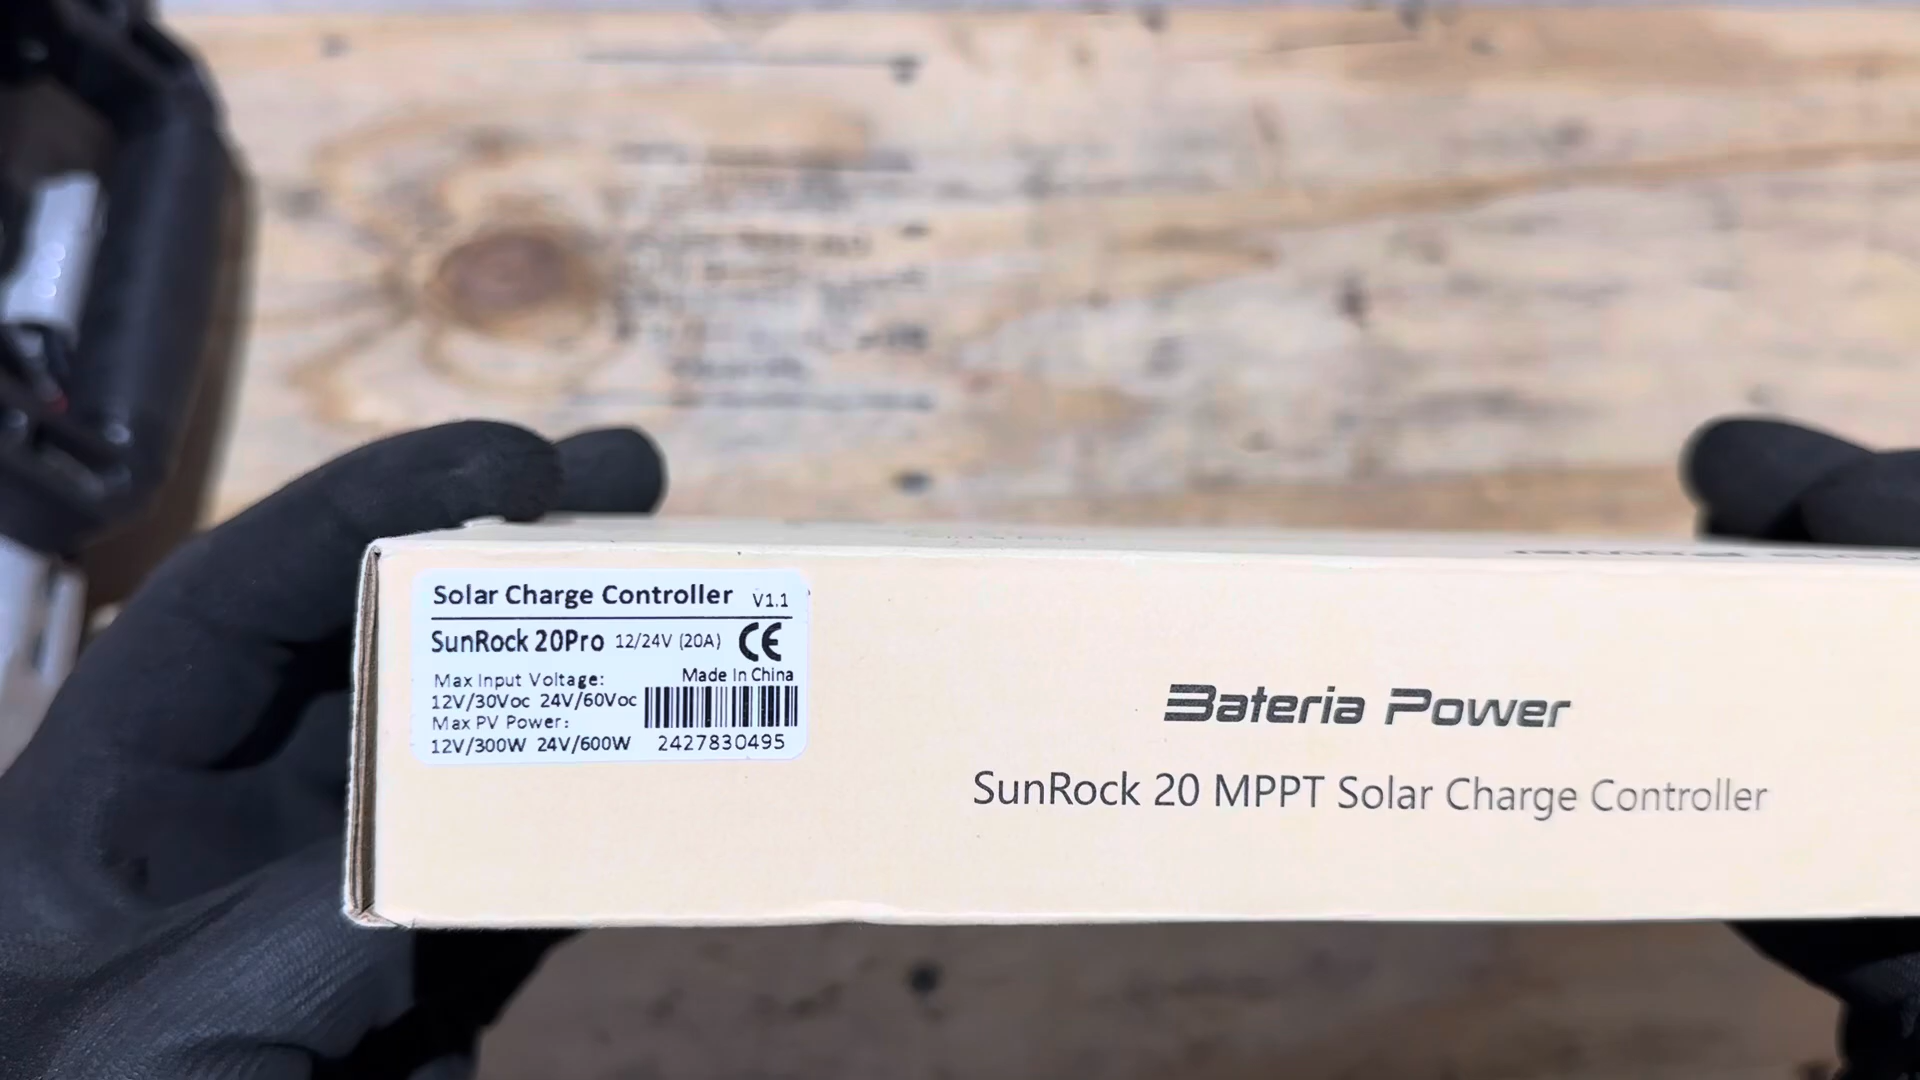 Solar Charge Controller V1.1
SunRock 20Pro 12/24V (20A) CE
Max Input Voltage: Made In China
12V/30Voc 24V/60Voc
Max PV Power:
12V/300W 24V/600W 2427830495
Bateria Power
SunRock 20 MPPT Solar Charge Controller